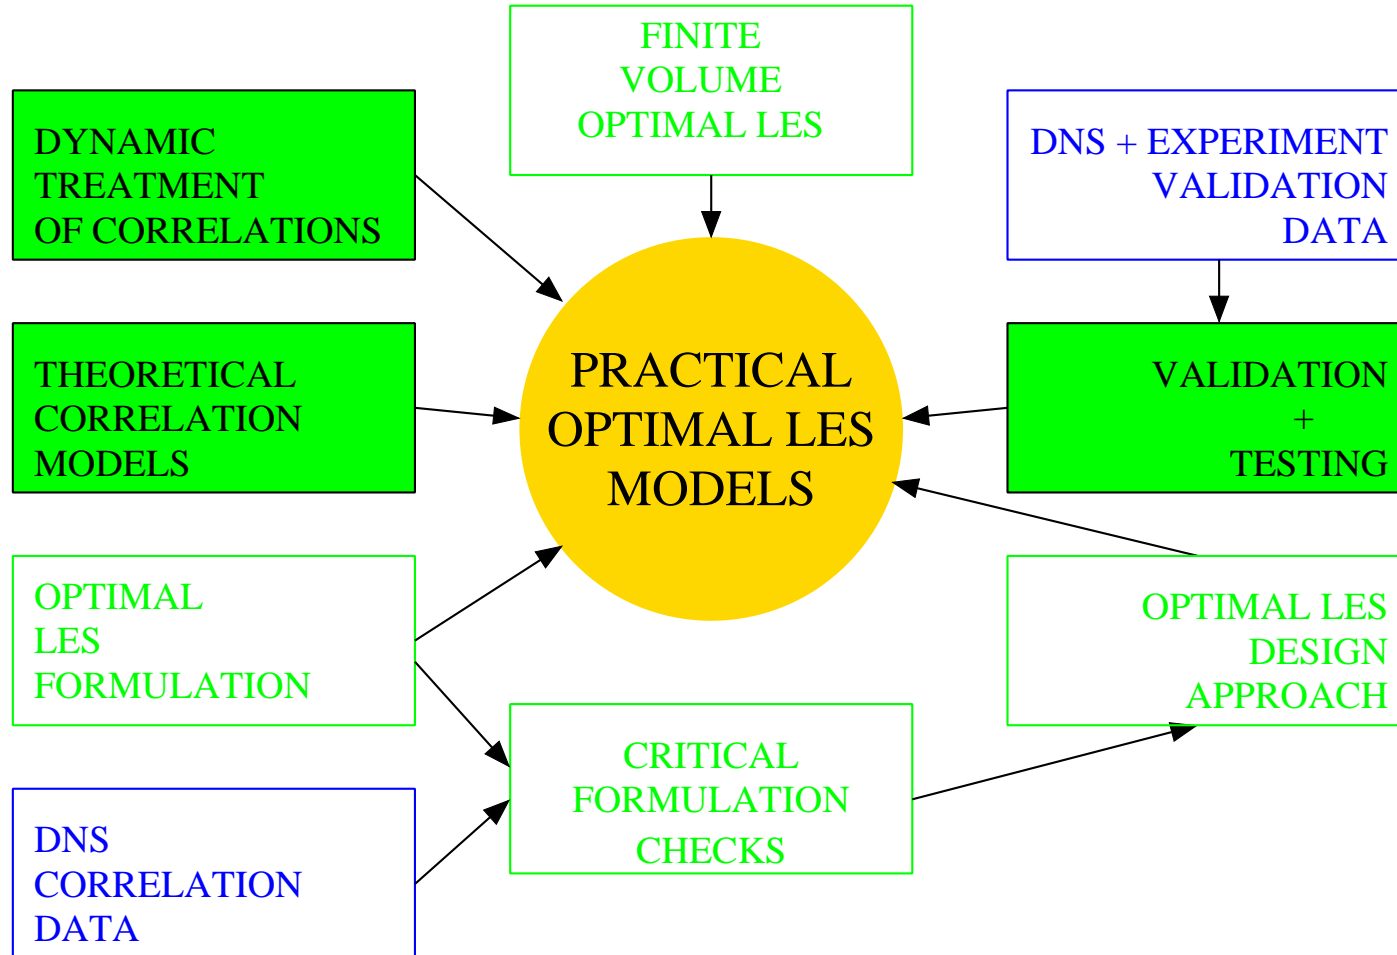 FINITE
VOLUME
OPTIMAL LES
DYNAMIC
TREATMENT
OF CORRELATIONS
DNS + EXPERIMENT
VALIDATION
DATA
THEORETICAL
CORRELATION
MODELS
PRACTICAL
OPTIMAL LES
MODELS
VALIDATION
+
TESTING
OPTIMAL
LES
FORMULATION
OPTIMAL LES
DESIGN
APPROACH
CRITICAL
FORMULATION
CHECKS
DNS
CORRELATION
DATA